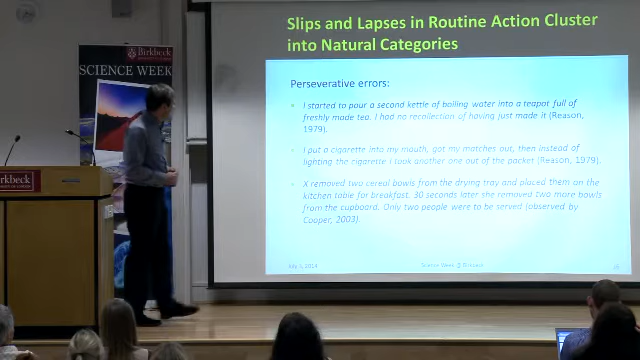 Slips and Lapses in Routine Action Cluster
into Natural Categories
Birkbeck
SCIENCE WEEK
Perseverative errors:
• I started to pour a second kettle of boiling water into a teapot full of
freshly made tea. I had no recollection of having just made it (Reason,
1979).
• I put a cigarette into my mouth, got my matches out, then instead of
lighting the cigarette I took another one out of the packet (Reason, 1979).
• X removed two cereal bowls from the drying tray and placed them on the
kitchen table for breakfast. 30 seconds later she removed two more bowls
from the cupboard. Only two people were to be served (observed by
Cooper, 2003).
Birkbeck
Science Week @ Birkbeck